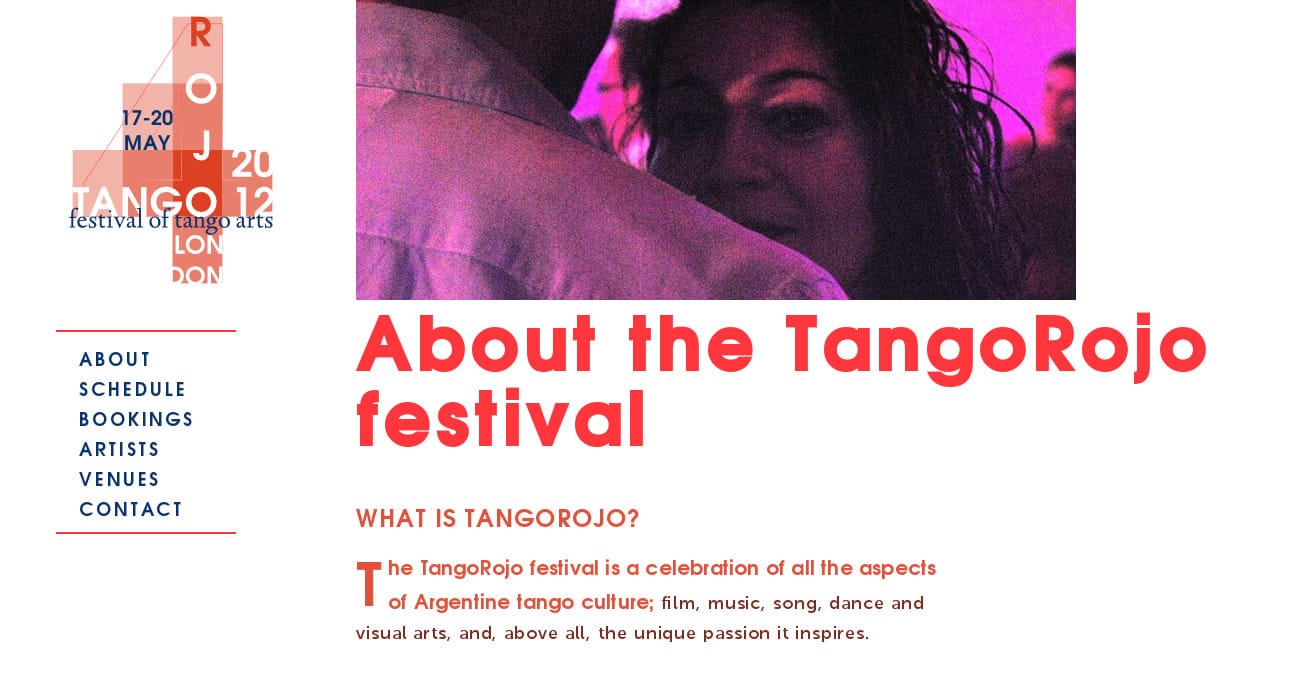 R
O
J
17-20
MAY
20
TANGO 12
festival of tango arts
LON
DON
ABOUT
SCHEDULE
BOOKINGS
ARTISTS
VENUES
CONTACT
About the TangoRojo
festival
WHAT IS TANGOROJO?
The TangoRojo festival is a celebration of all the aspects
of Argentine tango culture; film, music, song, dance and
visual arts, and, above all, the unique passion it inspires.